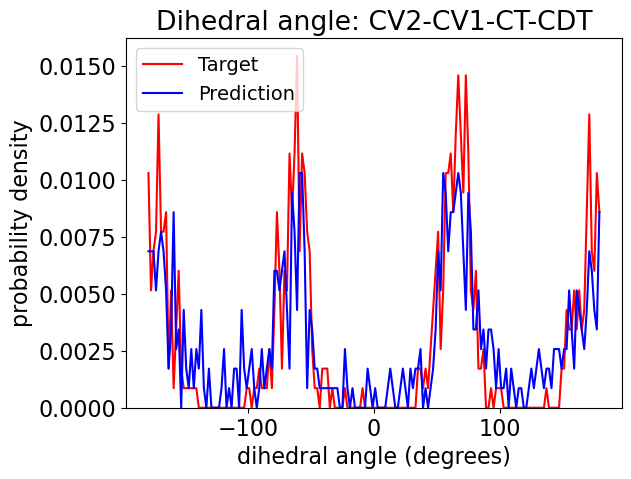 Dihedral angle: CV2-CV1-CT-CDT
Target
Prediction
probability density
0.0150
0.0125
0.0100
0.0075
0.0050
0.0025
0.0000
−100
0
100
dihedral angle (degrees)